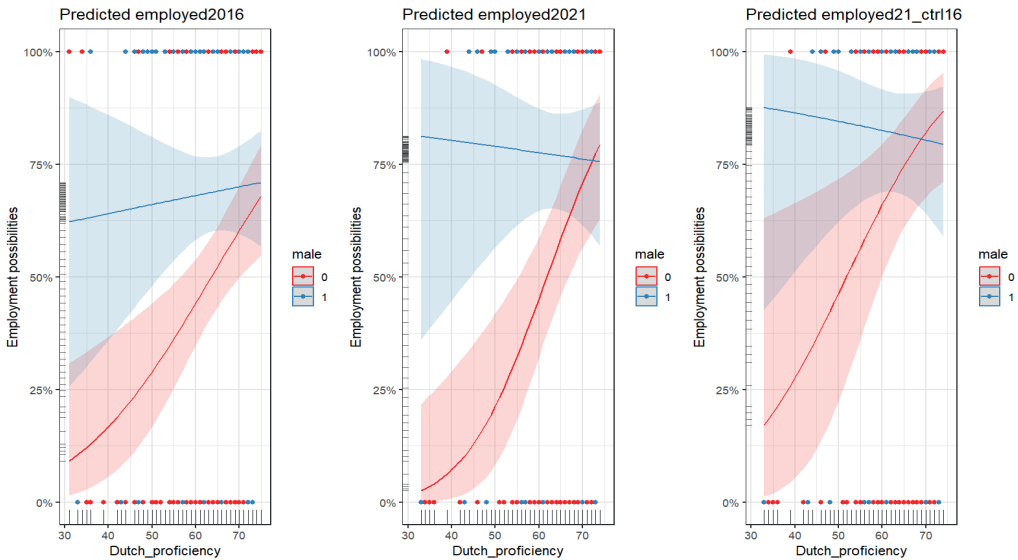 Predicted employed2016
100%
75%
50%
25%
0%
Employment possibilities
30 40 50 60 70
Dutch_proficiency
male
0
1
Predicted employed2021
100%
75%
50%
25%
0%
Employment possibilities
30 40 50 60 70
Dutch_proficiency
male
0
1
Predicted employed21_ctrl16
100%
75%
50%
25%
0%
Employment possibilities
30 40 50 60 70
Dutch_proficiency
male
0
1